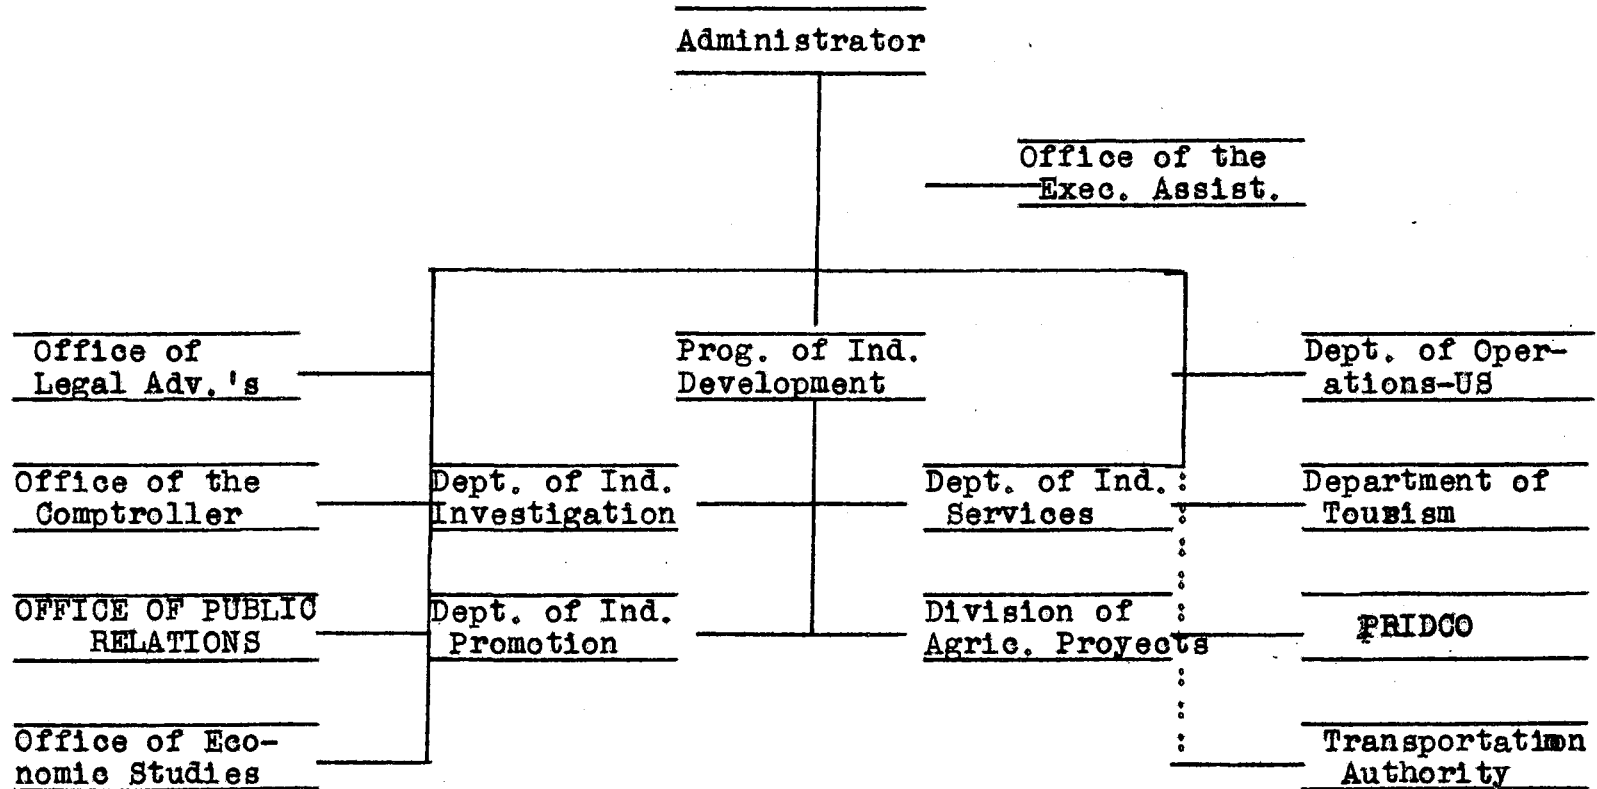 Administrator
Office of the
Exec. Assist.
Office of
Legal Adv.'s
Prog. of Ind.
Development
Dept. of Oper-
ations-US
Office of the
Comptroller
Dept. of Ind.
Investigation
Dept. of Ind.
Services
Department of
Tourism
OFFICE OF PUBLIC
RELATIONS
Dept. of Ind.
Promotion
Division of
Agric. Proyects
PRIDCO
Office of Eco-
nomic Studies
Transportation
Authority